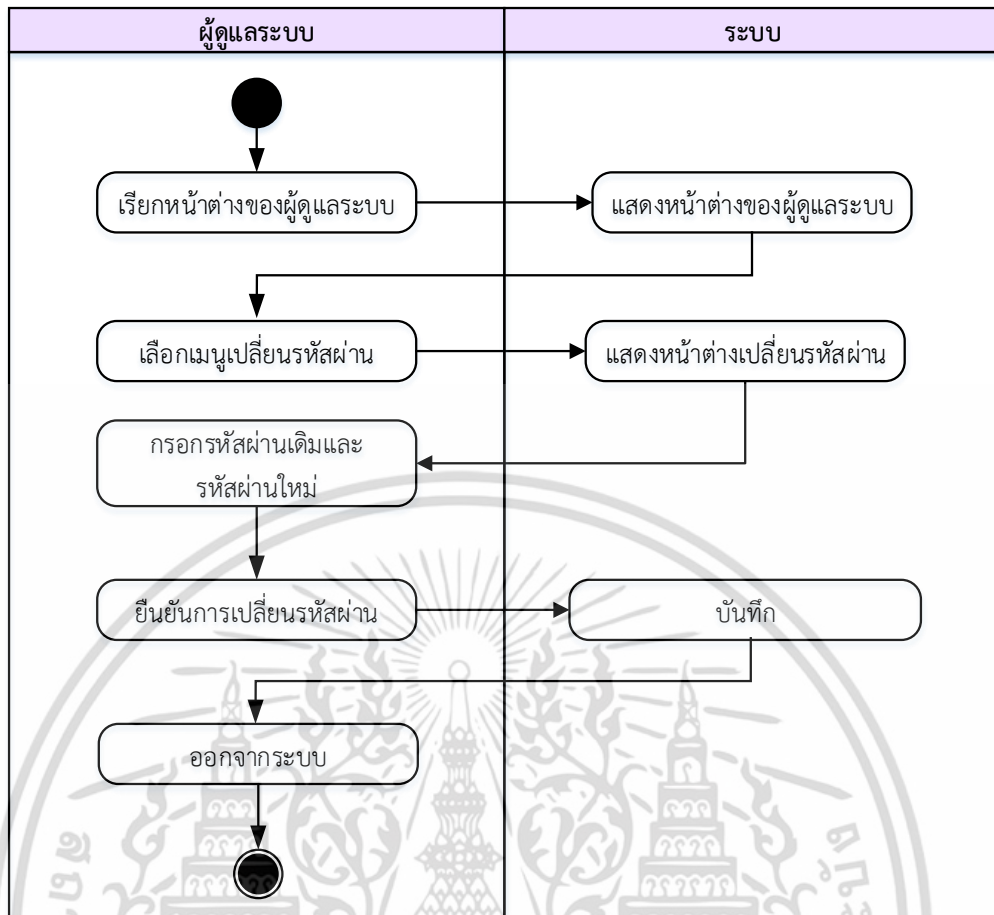 ผู้ดูแลระบบ
ระบบ
เรียกหน้าต่างของผู้ดูแลระบบ
แสดงหน้าต่างของผู้ดูแลระบบ
เลือกเมนูเปลี่ยนรหัสผ่าน
แสดงหน้าต่างเปลี่ยนรหัสผ่าน
กรอกรหัสผ่านเดิมและ
รหัสผ่านใหม่
ยืนยันการเปลี่ยนรหัสผ่าน
บันทึก
ออกจากระบบ